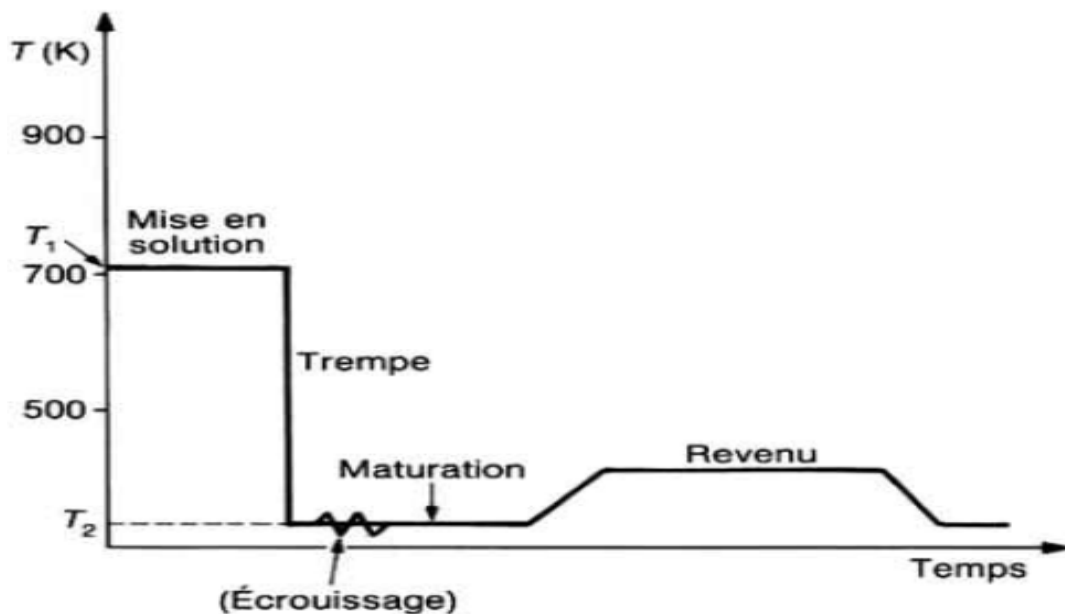 T (K)
900
Mise en
solution
T₁
700
Trempe
500
Maturation
Revenu
T₂
Temps
(Écrouissage)